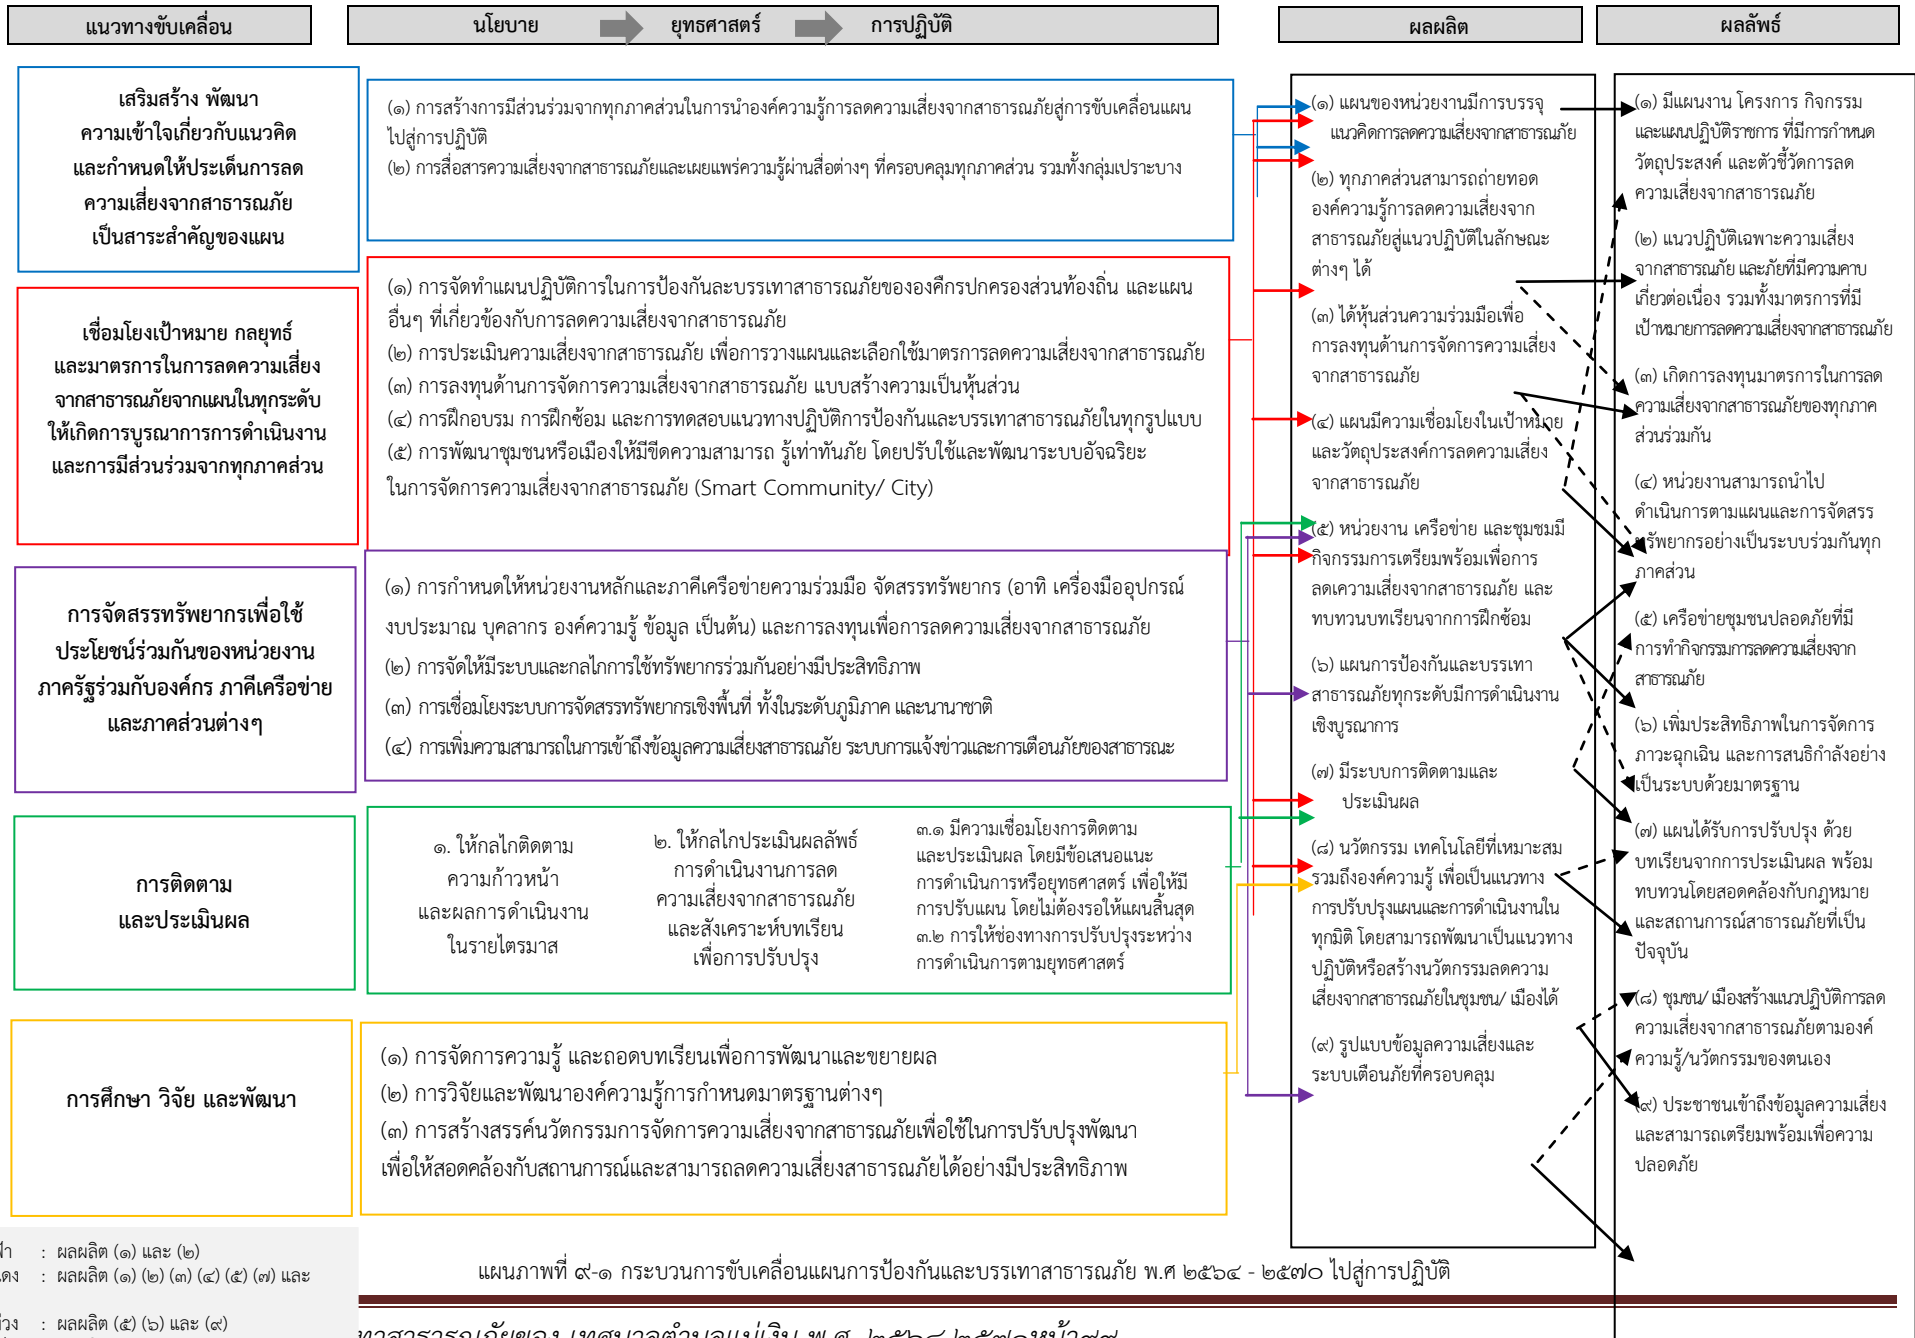 แนวทางขับเคลื่อน
นโยบาย
ยุทธศาสตร์
การปฏิบัติ
ผลผลิต
ผลลัพธ์
เสริมสร้าง พัฒนา
ความเข้าใจเกี่ยวกับแนวคิด
และกำหนดให้ประเด็นการลด
ความเสี่ยงจากสาธารณภัย
เป็นสาระสำคัญของแผน
(๑) การสร้างการมีส่วนร่วมจากทุกภาคส่วนในการนำองค์ความรู้การลดความเสี่ยงจากสาธารณภัยสู่การขับเคลื่อนแผน
ไปสู่การปฏิบัติ
(๒) การสื่อสารความเสี่ยงจากสาธารณภัยและเผยแพร่ความรู้ผ่านสื่อต่างๆ ที่ครอบคลุมทุกภาคส่วน รวมทั้งกลุ่มเปราะบาง
เชื่อมโยงเป้าหมาย กลยุทธ์
และมาตรการในการลดความเสี่ยง
จากสาธารณภัยจากแผนในทุกระดับ
ให้เกิดการบูรณาการการดำเนินงาน
และการมีส่วนร่วมจากทุกภาคส่วน
(๑) การจัดทำแผนปฏิบัติการในการป้องกันละบรรเทาสาธารณภัยขององค์กรปกครองส่วนท้องถิ่น และแผน
อื่นๆ ที่เกี่ยวข้องกับการลดความเสี่ยงจากสาธารณภัย
(๒) การประเมินความเสี่ยงจากสาธารณภัย เพื่อการวางแผนและเลือกใช้มาตรการลดความเสี่ยงจากสาธารณภัย
(๓) การลงทุนด้านการจัดการความเสี่ยงจากสาธารณภัย แบบสร้างความเป็นหุ้นส่วน
(๔) การฝึกอบรม การฝึกซ้อม และการทดสอบแนวทางปฏิบัติการป้องกันและบรรเทาสาธารณภัยในทุกรูปแบบ
(๕) การพัฒนาชุมชนหรือเมืองให้มีขีดความสามารถ รู้เท่าทันภัย โดยปรับใช้และพัฒนาระบบอัจฉริยะ
ในการจัดการความเสี่ยงจากสาธารณภัย (Smart Community/ City)
การจัดสรรทรัพยากรเพื่อใช้
ประโยชน์ร่วมกันของหน่วยงาน
ภาครัฐร่วมกับองค์กร ภาคีเครือข่าย
และภาคส่วนต่างๆ
(๑) การกำหนดให้หน่วยงานหลักและภาคีเครือข่ายความร่วมมือ จัดสรรทรัพยากร (อาทิ เครื่องมืออุปกรณ์
งบประมาณ บุคลากร องค์ความรู้ ข้อมูล เป็นต้น) และการลงทุนเพื่อการลดความเสี่ยงจากสาธารณภัย
(๒) การจัดให้มีระบบและกลไกการใช้ทรัพยากรร่วมกันอย่างมีประสิทธิภาพ
(๓) การเชื่อมโยงระบบการจัดสรรทรัพยากรเชิงพื้นที่ ทั้งในระดับภูมิภาค และนานาชาติ
(๔) การเพิ่มความสามารถในการเข้าถึงข้อมูลความเสี่ยงสาธารณภัย ระบบการแจ้งข่าวและการเตือนภัยของสาธารณะ
การติดตาม
และประเมินผล
๑. ให้กลไกติดตาม
ความก้าวหน้า
และผลการดำเนินงาน
ในรายไตรมาส
๒. ให้กลไกประเมินผลลัพธ์
การดำเนินงานการลด
ความเสี่ยงจากสาธารณภัย
และสังเคราะห์บทเรียน
เพื่อการปรับปรุง
๓.๑ มีความเชื่อมโยงการติดตาม
และประเมินผล โดยมีข้อเสนอแนะ
การดำเนินการหรือยุทธศาสตร์ เพื่อให้มี
การปรับแผน โดยไม่ต้องรอให้แผนสิ้นสุด
๓.๒ การให้ช่องทางการปรับปรุงระหว่าง
การดำเนินการตามยุทธศาสตร์
การศึกษา วิจัย และพัฒนา
(๑) การจัดการความรู้ และถอดบทเรียนเพื่อการพัฒนาและขยายผล
(๒) การวิจัยและพัฒนาองค์ความรู้การกำหนดมาตรฐานต่างๆ
(๓) การสร้างสรรค์นวัตกรรมการจัดการความเสี่ยงจากสาธารณภัยเพื่อใช้ในการปรับปรุงพัฒนา
เพื่อให้สอดคล้องกับสถานการณ์และสามารถลดความเสี่ยงสาธารณภัยได้อย่างมีประสิทธิภาพ
(๑) แผนของหน่วยงานมีการบรรจุ
แนวคิดการลดความเสี่ยงจากสาธารณภัย
(๒) ทุกภาคส่วนสามารถถ่ายทอด
องค์ความรู้การลดความเสี่ยงจาก
สาธารณภัยสู่แนวปฏิบัติในลักษณะ
ต่างๆ ได้
(๓) ได้หุ้นส่วนความร่วมมือเพื่อ
การลงทุนด้านการจัดการความเสี่ยง
จากสาธารณภัย
(๔) แผนมีความเชื่อมโยงในเป้าหมาย
และวัตถุประสงค์การลดความเสี่ยง
จากสาธารณภัย
(๕) หน่วยงาน เครือข่าย และชุมชมมี
กิจกรรมการเตรียมพร้อมเพื่อการ
ลดเความเสี่ยงจากสาธารณภัย และ
ทบทวนบทเรียนจากการฝึกซ้อม
(๖) แผนการป้องกันและบรรเทา
สาธารณภัยทุกระดับมีการดำเนินงาน
เชิงบูรณาการ
(๗) มีระบบการติดตามและ
ประเมินผล
(๘) นวัตกรรม เทคโนโลยีที่เหมาะสม
รวมถึงองค์ความรู้ เพื่อเป็นแนวทาง
การปรับปรุงแผนและการดำเนินงานใน
ทุกมิติ โดยสามารถพัฒนาเป็นแนวทาง
ปฏิบัติหรือสร้างนวัตกรรมลดความ
เสี่ยงจากสาธารณภัยในชุมชน/ เมืองได้
(๙) รูปแบบข้อมูลความเสี่ยงและ
ระบบเตือนภัยที่ครอบคลุม
(๑) มีแผนงาน โครงการ กิจกรรม
และแผนปฏิบัติราชการ ที่มีการกำหนด
วัตถุประสงค์ และตัวชี้วัดการลด
ความเสี่ยงจากสาธารณภัย
(๒) แนวปฏิบัติเฉพาะความเสี่ยง
จากสาธารณภัย และภัยที่มีความคาบ
เกี่ยวต่อเนื่อง รวมทั้งมาตรการที่มี
เป้าหมายการลดความเสี่ยงจากสาธารณภัย
(๓) เกิดการลงทุนมาตรการในการลด
ความเสี่ยงจากสาธารณภัยของทุกภาค
ส่วนร่วมกัน
(๔) หน่วยงานสามารถนำไป
ดำเนินการตามแผนและการจัดสรร
ทรัพยากรอย่างเป็นระบบร่วมกันทุก
ภาคส่วน
(๕) เครือข่ายชุมชนปลอดภัยที่มี
การทำกิจกรรมการลดความเสี่ยงจาก
สาธารณภัย
(๖) เพิ่มประสิทธิภาพในการจัดการ
ภาวะฉุกเฉิน และการสนธิกำลังอย่าง
เป็นระบบด้วยมาตรฐาน
(๗) แผนได้รับการปรับปรุง ด้วย
บทเรียนจากการประเมินผล พร้อม
ทบทวนโดยสอดคล้องกับกฎหมาย
และสถานการณ์สาธารณภัยที่เป็น
ปัจจุบัน
(๘) ชุมชน/ เมืองสร้างแนวปฏิบัติการลด
ความเสี่ยงจากสาธารณภัยตามองค์
ความรู้/นวัตกรรมของตนเอง
(๙) ประชาชนเข้าถึงข้อมูลความเสี่ยง
และสามารถเตรียมพร้อมเพื่อความ
ปลอดภัย
: ผลผลิต (๑) และ (๒)
: ผลผลิต (๑) (๒) (๓) (๔) (๕) (๗) และ
: ผลผลิต (๕) (๖) และ (๙)
แผนภาพที่ ๙-๑ กระบวนการขับเคลื่อนแผนการป้องกันและบรรเทาสาธารณภัย พ.ศ ๒๕๖๔ - ๒๕๗๐ ไปสู่การปฏิบัติ